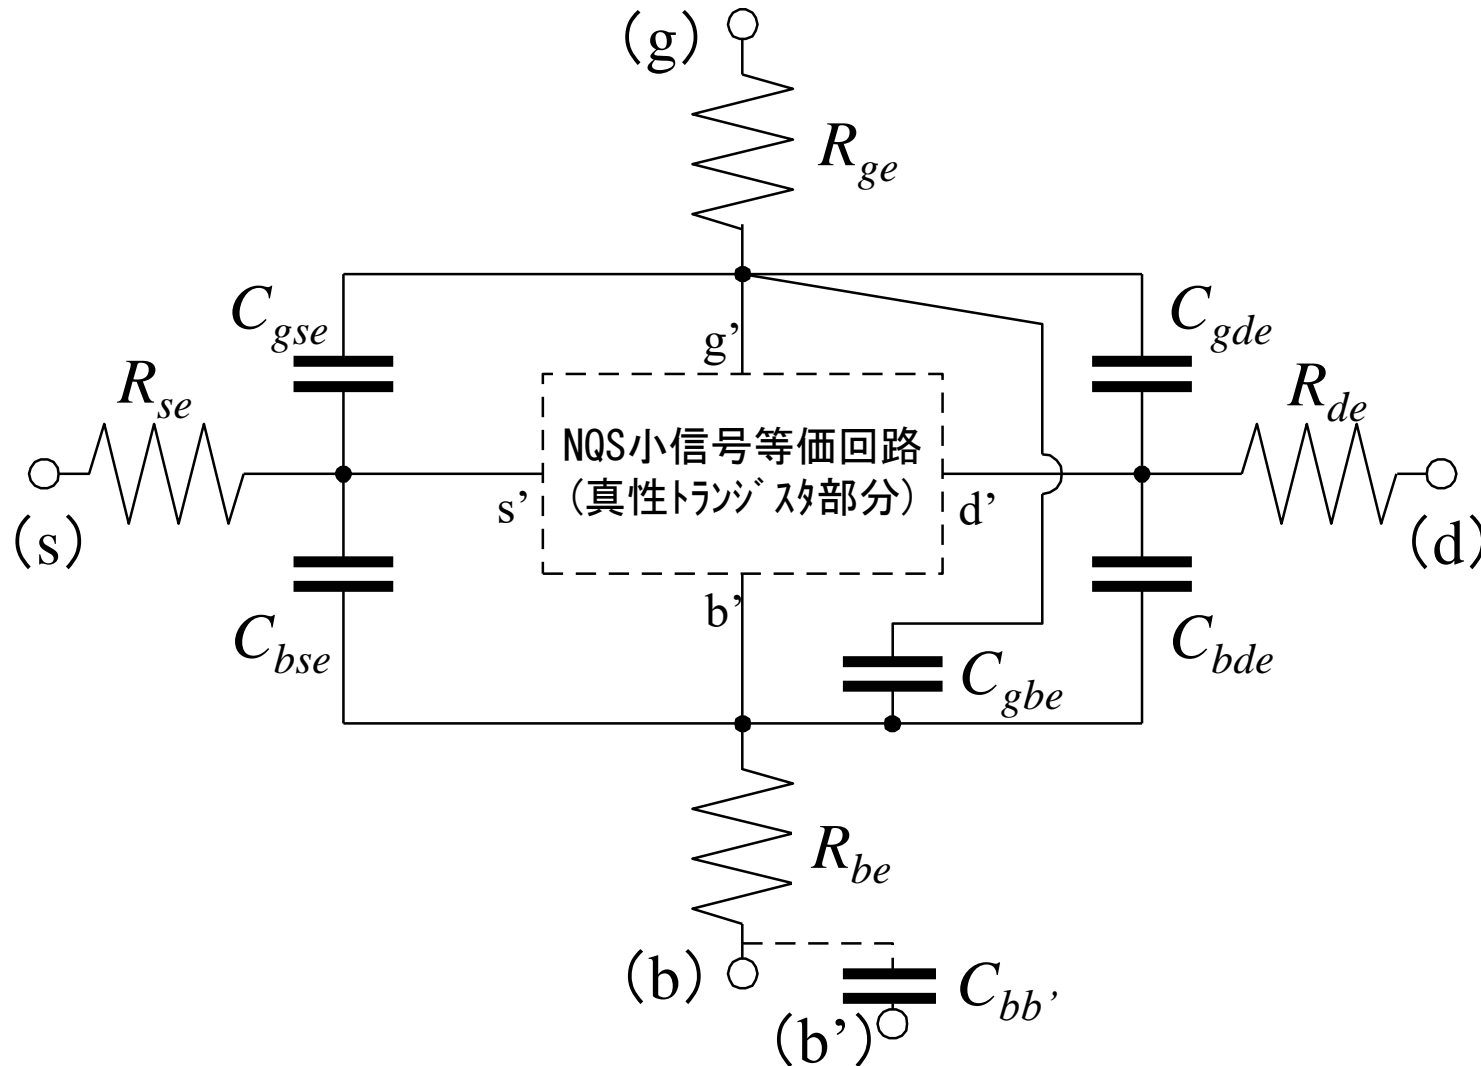 (g)
R_ge
C_gse
C_gde
g’
R_se
R_de
NQS小信号等価回路
(真性トランジスタ部分)
s’
d’
(s)
(d)
b’
C_bse
C_bde
C_gbe
R_be
(b)
C_bb’
(b’)